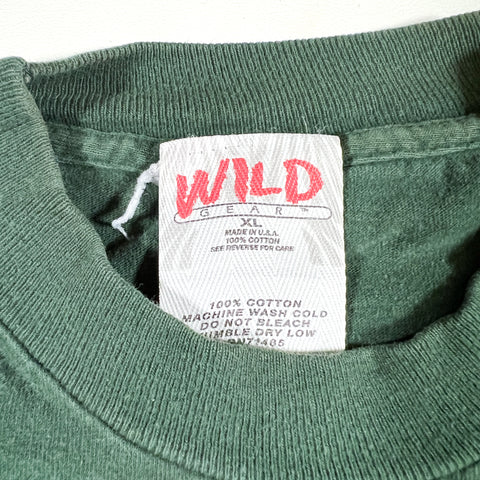 WILD
GEAR™
XL
MADE IN U.S.A.
100% COTTON
SEE REVERSE FOR CARE
100% COTTON
MACHINE WASH COLD
DO NOT BLEACH
TUMBLE DRY LOW